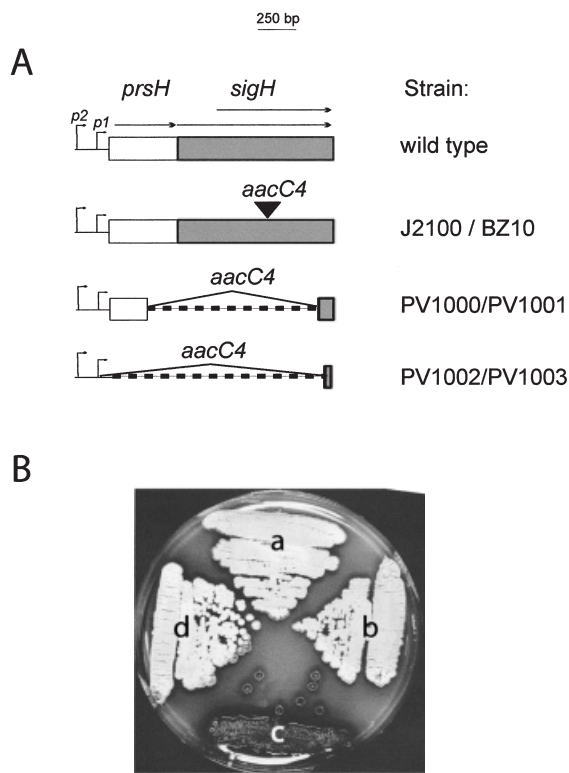 250 bp
A
prsH sigH Strain:
p2 p1 wild type
aacC4
J2100 / BZ10
aacC4
PV1000/PV1001
aacC4
PV1002/PV1003
B
a
d b
c